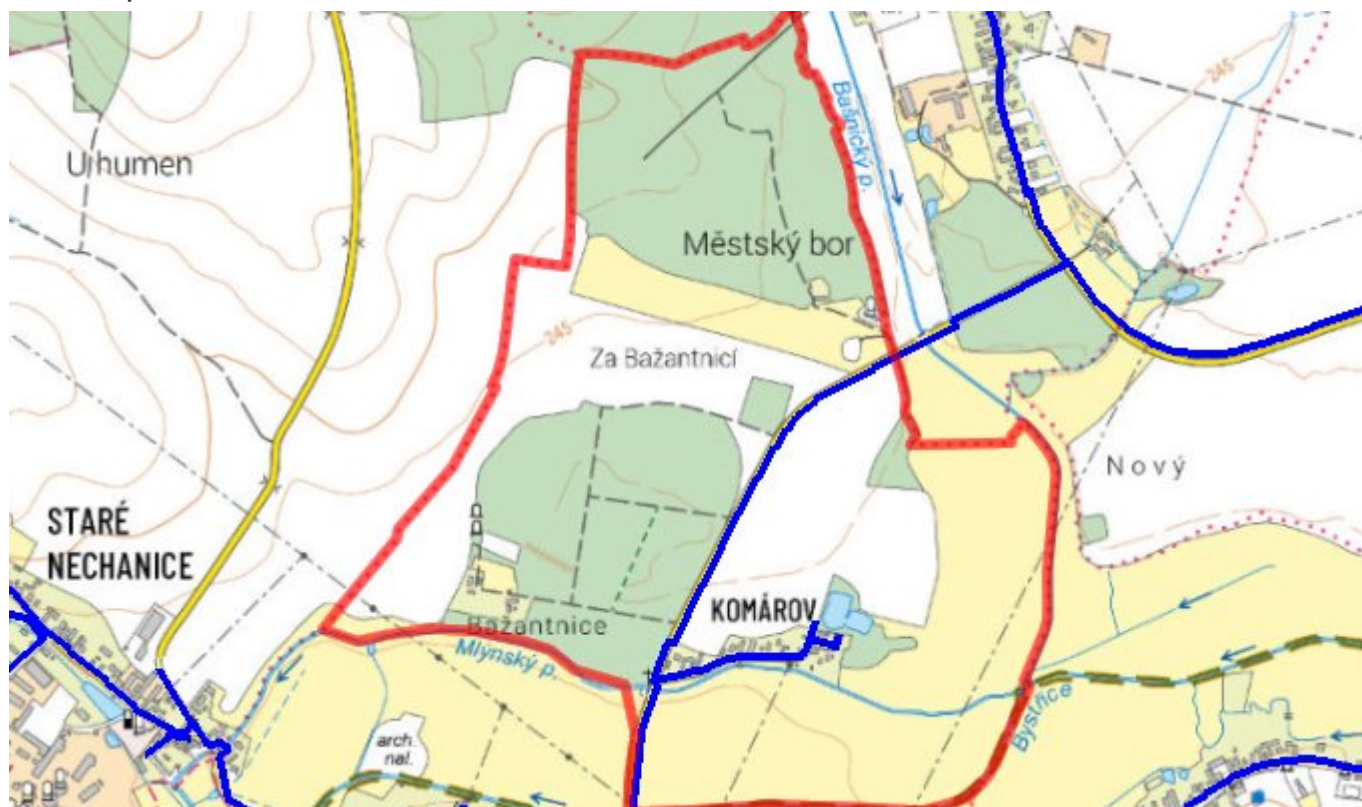 245
Bašnický p.
U humen
Městský bor
245
Za Bažantnicí
Nový
STARÉ
NECHANICE
KOMÁROV
Bažantnice
Mlýnský p.
Bystřice
arch.
nal.